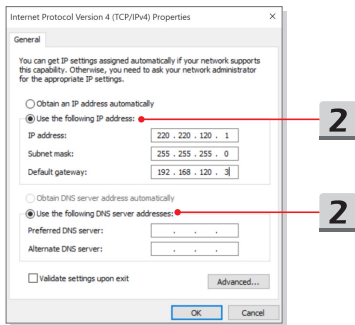 Internet Protocol Version 4 (TCP/IPv4) Properties
General
You can get IP settings assigned automatically if your network supports
this capability. Otherwise, you need to ask your network administrator
for the appropriate IP settings.
Obtain an IP address automatically
Use the following IP address:
2
IP address: 220 . 220 . 120 . 1
Subnet mask: 255 . 255 . 255 . 0
Default gateway: 192 . 168 . 120 . 3
Obtain DNS server address automatically
Use the following DNS server addresses:
2
Preferred DNS server: . . .
Alternate DNS server: . . .
Validate settings upon exit
Advanced...
OK Cancel